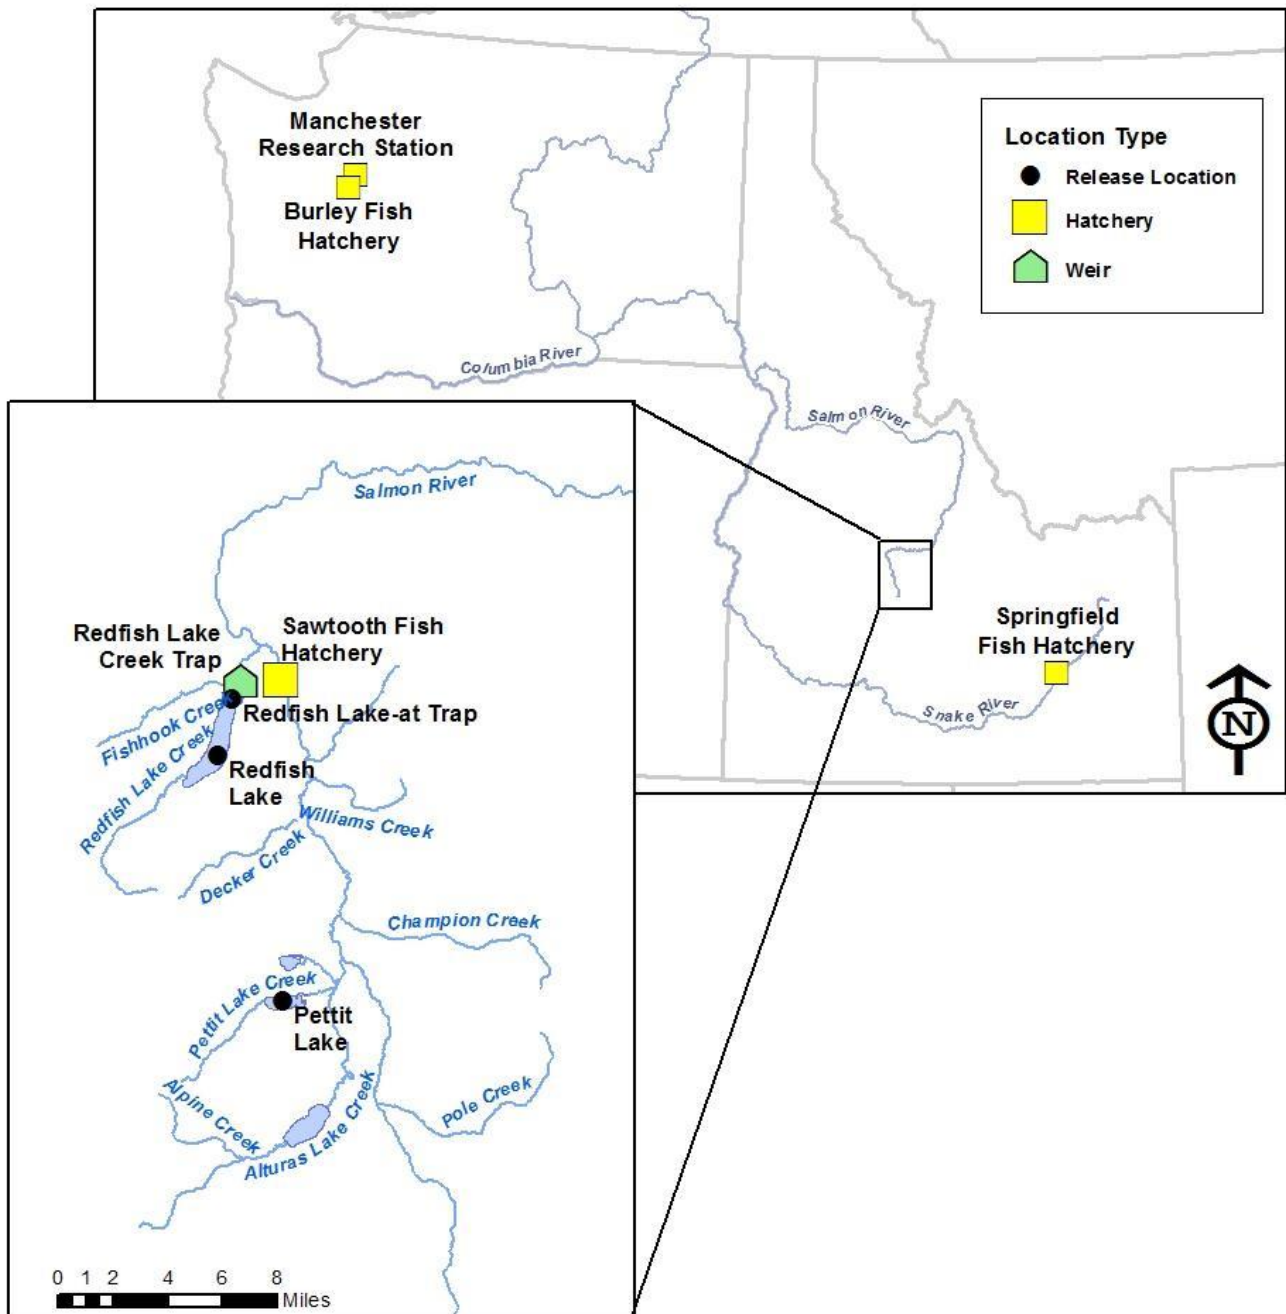 Manchester
Research Station
Burley Fish
Hatchery
Location Type
Release Location
Hatchery
Weir
Columbia River
Salmon River
Springfield
Fish Hatchery
Snake River
N
Salmon River
Redfish Lake
Creek Trap
Sawtooth Fish
Hatchery
Fishhook Creek
Redfish Lake-at Trap
Redfish Lake Creek
Redfish
Lake
Williams Creek
Decker Creek
Champion Creek
Pettit Lake Creek
Pettit
Lake
Alpine Creek
Alturas Lake Creek
Pole Creek
0 1 2 4 6 8
Miles